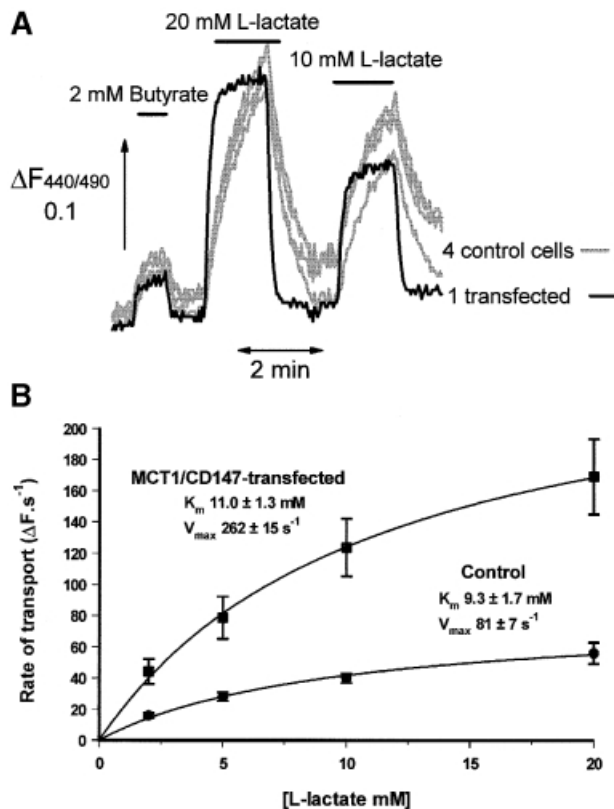 A
20 mM L-lactate
10 mM L-lactate
2 mM Butyrate
ΔF440/490
0.1
4 control cells
1 transfected
2 min
B
200
180
160
140
120
100
80
60
40
20
0
Rate of transport (ΔF.s⁻¹)
MCT1/CD147-transfected
Km 11.0 ± 1.3 mM
Vmax 262 ± 15 s⁻¹
Control
Km 9.3 ± 1.7 mM
Vmax 81 ± 7 s⁻¹
0 5 10 15 20
[L-lactate mM]